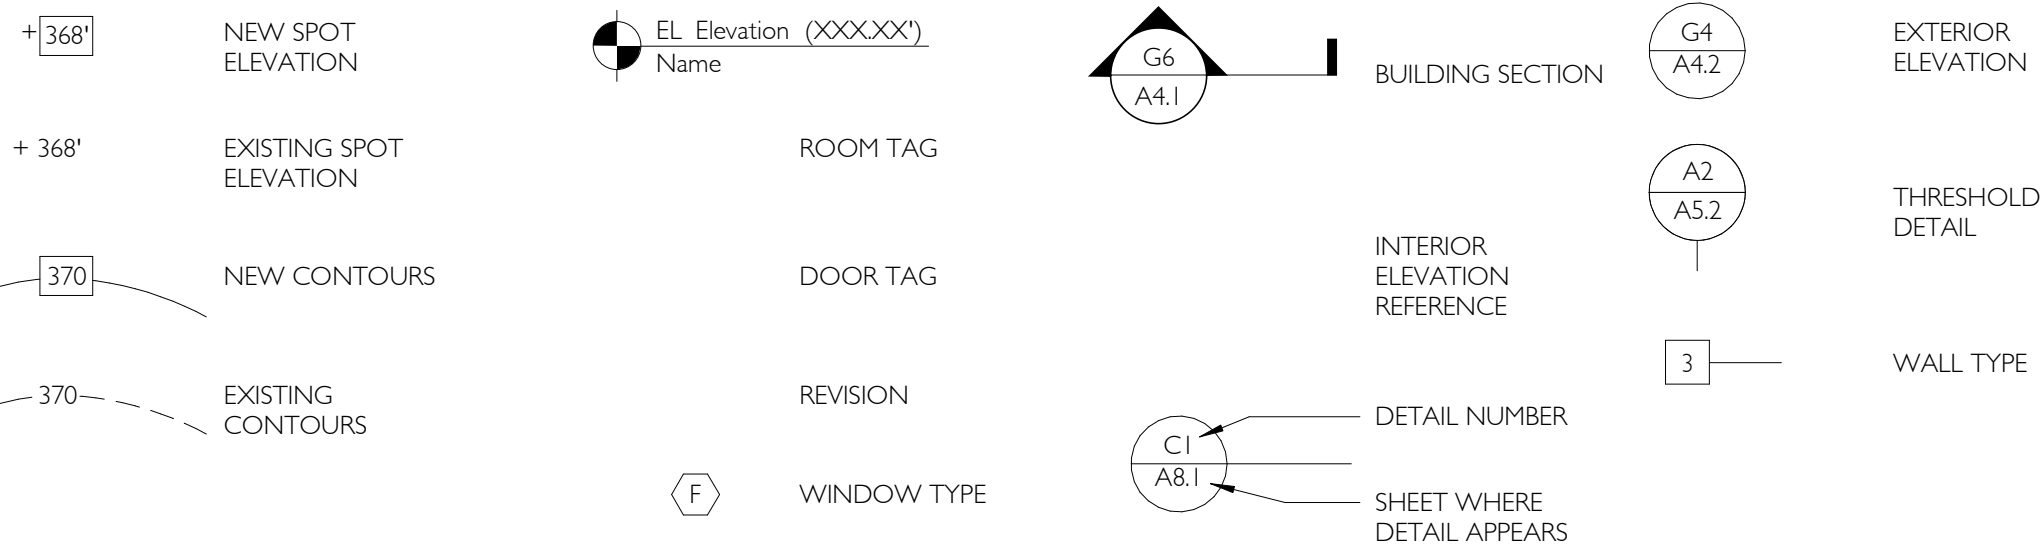 + 368'
NEW SPOT
ELEVATION
+ 368'
EXISTING SPOT
ELEVATION
370
NEW CONTOURS
370
EXISTING
CONTOURS
EL Elevation (XXX.XX')
Name
ROOM TAG
DOOR TAG
REVISION
F
WINDOW TYPE
G6
A4.1
BUILDING SECTION
INTERIOR
ELEVATION
REFERENCE
C1
A8.1
DETAIL NUMBER
SHEET WHERE
DETAIL APPEARS
G4
A4.2
EXTERIOR
ELEVATION
A2
A5.2
THRESHOLD
DETAIL
3
WALL TYPE